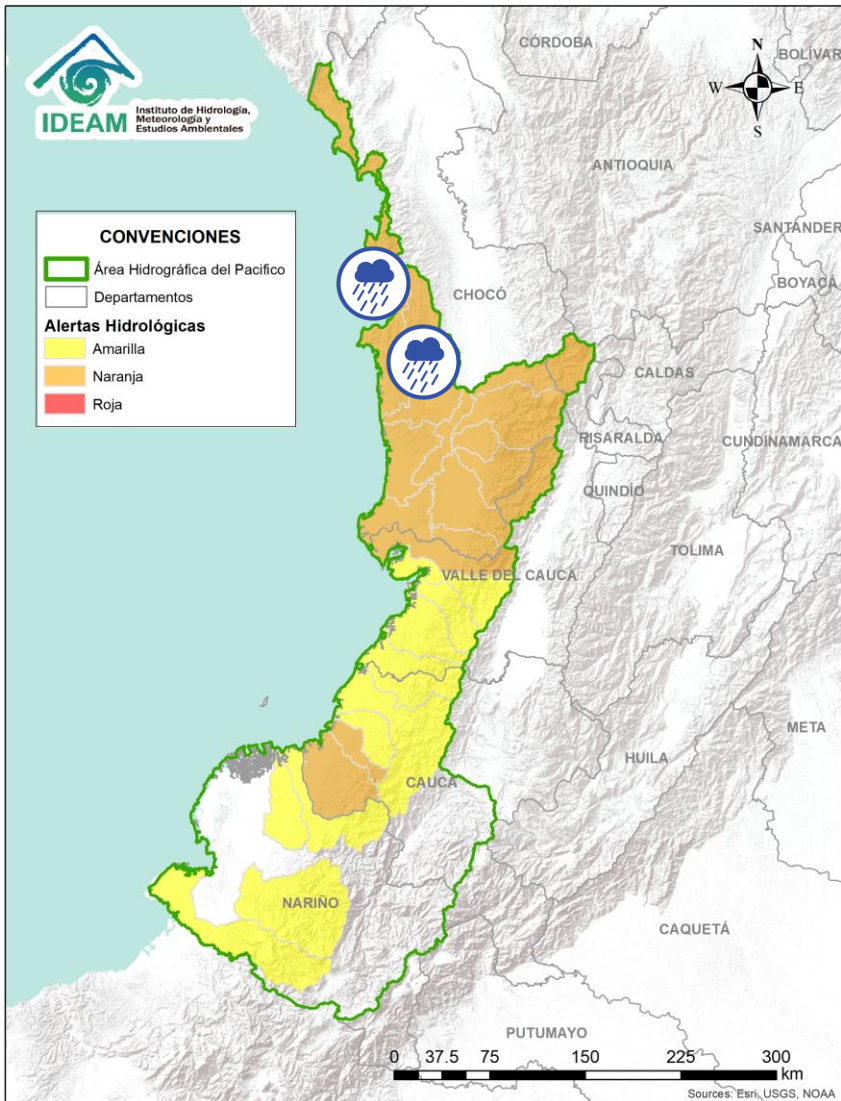 IDEAM
Instituto de Hidrología,
Meteorología y
Estudios Ambientales
CÓRDOBA
BOLÍVAR
N
W
E
S
ANTIOQUIA
SANTANDER
CONVENCIONES
Área Hidrográfica del Pacifico
Departamentos
Alertas Hidrológicas
Amarilla
Naranja
Roja
BOYACÁ
CHOCÓ
CALDAS
RISARALDA
CUNDINAMARCA
QUINDÍO
TOLIMA
VALLE DEL CAUCA
META
HUILA
CAUCA
NARIÑO
CAQUETÁ
PUTUMAYO
0 37.5 75 150 225 300
km
Sources: Esri, USGS, NOAA